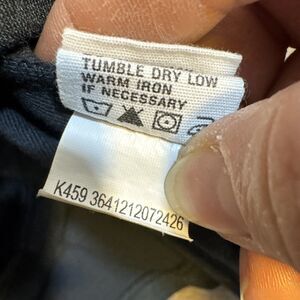 TUMBLE DRY LOW
WARM IRON
IF NECESSARY
K459 3641212072426